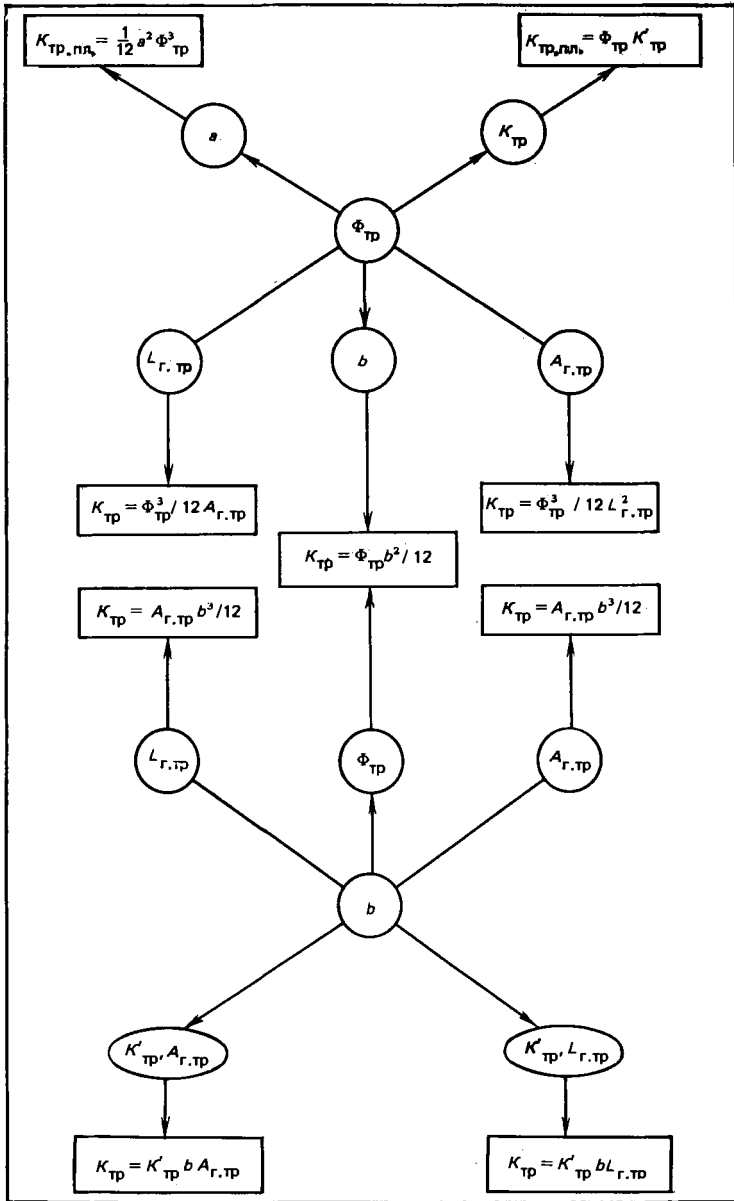 K_тр.пл. = 1/12 a² Φ³_тр
K_тр.пл. = Φ_тр K'_тр
a
K_тр
Φ_тр
L_г.тр
b
A_г.тр
K_тр = Φ³_тр / 12 A_г.тр
K_тр = Φ³_тр / 12 L²_г.тр
K_тр = Φ_тр b² / 12
K_тр = A_г.тр b³/12
K_тр = A_г.тр b³/12
L_г.тр
Φ_тр
A_г.тр
b
K'_тр, A_г.тр
K'_тр, L_г.тр
K_тр = K'_тр b A_г.тр
K_тр = K'_тр b L_г.тр